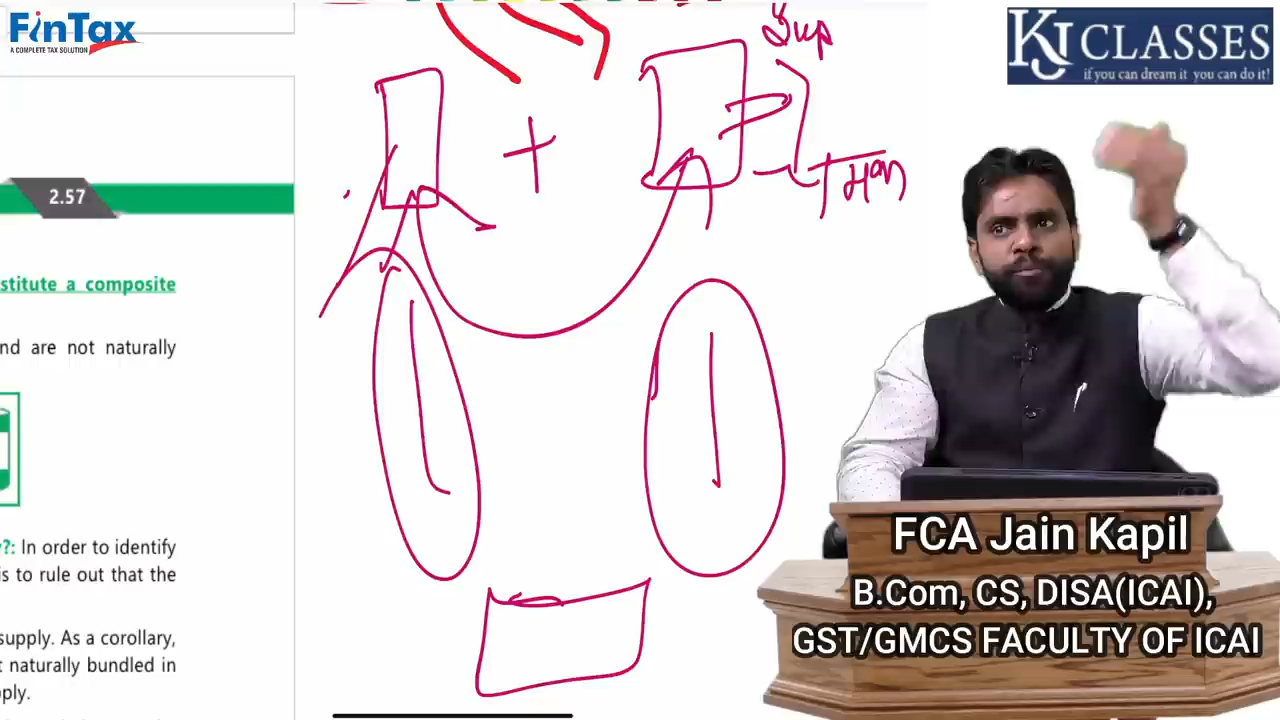 FinTax
A COMPLETE TAX SOLUTION
KJ CLASSES
if you can dream it you can do it!
Sup
2.57
stitute a composite
nd are not naturally
y?: In order to identify
is to rule out that the
supply. As a corollary,
t naturally bundled in
ply.
FCA Jain Kapil
B.Com, CS, DISA(ICAI),
GST/GMCS FACULTY OF ICAI